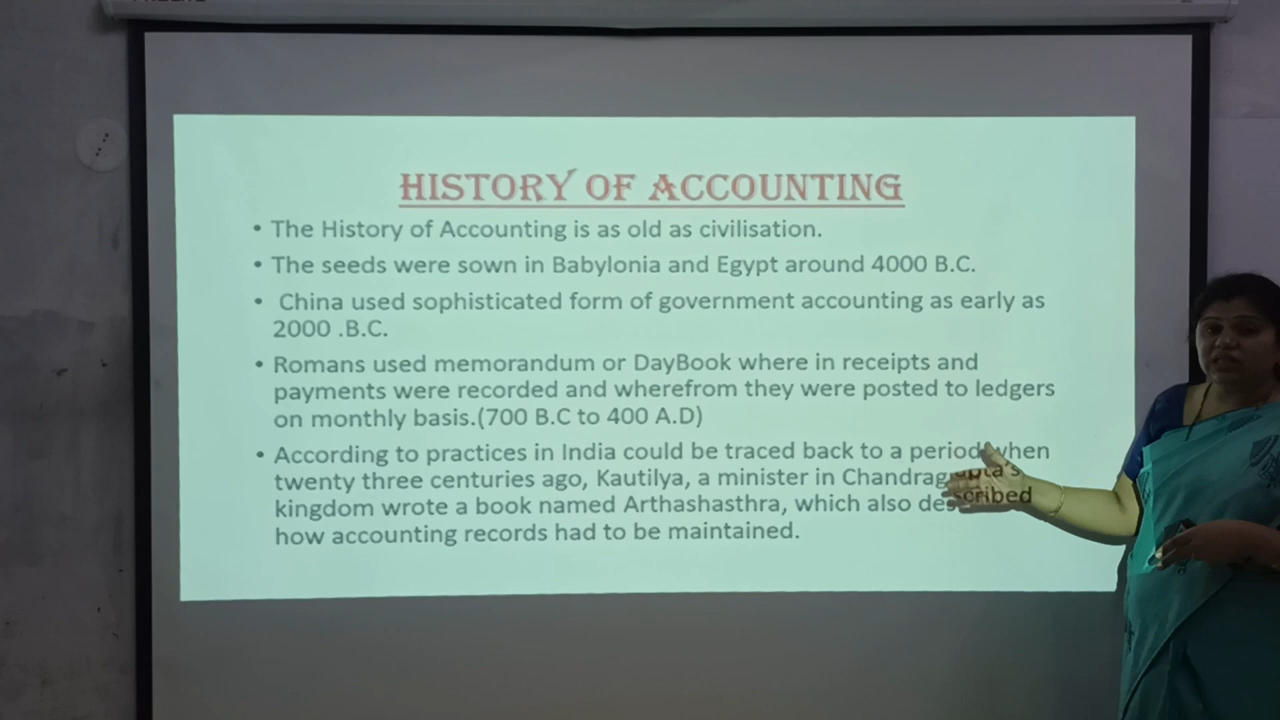 HISTORY OF ACCOUNTING
• The History of Accounting is as old as civilisation.
• The seeds were sown in Babylonia and Egypt around 4000 B.C.
• China used sophisticated form of government accounting as early as
2000 .B.C.
• Romans used memorandum or DayBook where in receipts and
payments were recorded and wherefrom they were posted to ledgers
on monthly basis.(700 B.C to 400 A.D)
• According to practices in India could be traced back to a period when
twenty three centuries ago, Kautilya, a minister in Chandragupta's
kingdom wrote a book named Arthashasthra, which also described
how accounting records had to be maintained.